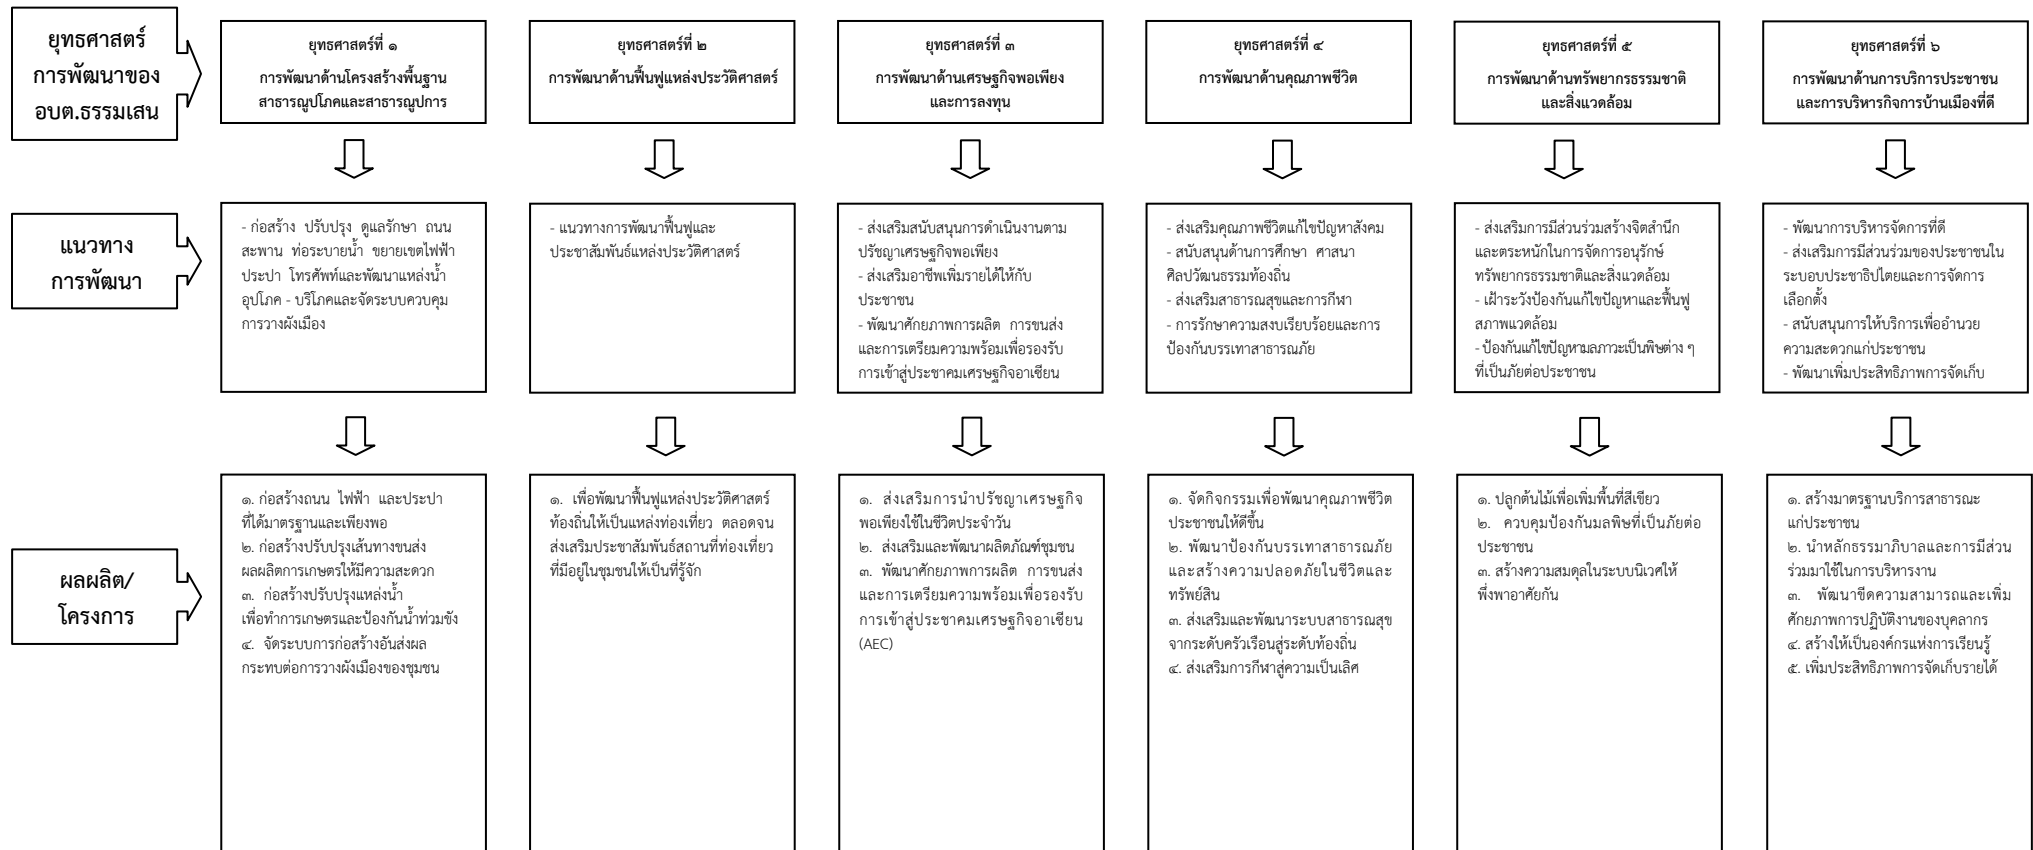 ยุทธศาสตร์
การพัฒนาของ
อบต.ธรรมเสน
ยุทธศาสตร์ที่ ๑
การพัฒนาด้านโครงสร้างพื้นฐาน
สาธารณูปโภคและสาธารณูปการ
ยุทธศาสตร์ที่ ๒
การพัฒนาด้านฟื้นฟูแหล่งประวัติศาสตร์
ยุทธศาสตร์ที่ ๓
การพัฒนาด้านเศรษฐกิจพอเพียง
และการลงทุน
ยุทธศาสตร์ที่ ๔
การพัฒนาด้านคุณภาพชีวิต
ยุทธศาสตร์ที่ ๕
การพัฒนาด้านทรัพยากรธรรมชาติ
และสิ่งแวดล้อม
ยุทธศาสตร์ที่ ๖
การพัฒนาด้านการบริการประชาชน
และการบริหารกิจการบ้านเมืองที่ดี
แนวทาง
การพัฒนา
- ก่อสร้าง ปรับปรุง ดูแลรักษา ถนน
สะพาน ท่อระบายน้ำ ขยายเขตไฟฟ้า
ประปา โทรศัพท์และพัฒนาแหล่งน้ำ
อุปโภค - บริโภคและจัดระบบควบคุม
การวางผังเมือง
- แนวทางการพัฒนาฟื้นฟูและ
ประชาสัมพันธ์แหล่งประวัติศาสตร์
- ส่งเสริมสนับสนุนการดำเนินงานตาม
ปรัชญาเศรษฐกิจพอเพียง
- ส่งเสริมอาชีพเพิ่มรายได้ให้กับ
ประชาชน
- พัฒนาศักยภาพการผลิต การขนส่ง
และการเตรียมความพร้อมเพื่อรองรับ
การเข้าสู่ประชาคมเศรษฐกิจอาเซียน
- ส่งเสริมคุณภาพชีวิตแก้ไขปัญหาสังคม
- สนับสนุนด้านการศึกษา ศาสนา
ศิลปวัฒนธรรมท้องถิ่น
- ส่งเสริมสาธารณสุขและการกีฬา
- การรักษาความสงบเรียบร้อยและการ
ป้องกันบรรเทาสาธารณภัย
- ส่งเสริมการมีส่วนร่วมสร้างจิตสำนึก
และตระหนักในการจัดการอนุรักษ์
ทรัพยากรธรรมชาติและสิ่งแวดล้อม
- เฝ้าระวังป้องกันแก้ไขปัญหาและฟื้นฟู
สภาพแวดล้อม
- ป้องกันแก้ไขปัญหามลภาวะเป็นพิษต่าง ๆ
ที่เป็นภัยต่อประชาชน
- พัฒนาการบริหารจัดการที่ดี
- ส่งเสริมการมีส่วนร่วมของประชาชนใน
ระบอบประชาธิปไตยและการจัดการ
เลือกตั้ง
- สนับสนุนการให้บริการเพื่ออำนวย
ความสะดวกแก่ประชาชน
- พัฒนาเพิ่มประสิทธิภาพการจัดเก็บ
ผลผลิต/
โครงการ
๑. ก่อสร้างถนน ไฟฟ้า และประปา
ที่ได้มาตรฐานและเพียงพอ
๒. ก่อสร้างปรับปรุงเส้นทางขนส่ง
ผลผลิตการเกษตรให้มีความสะดวก
๓. ก่อสร้างปรับปรุงแหล่งน้ำ
เพื่อทำการเกษตรและป้องกันน้ำท่วมขัง
๔. จัดระบบการก่อสร้างอันส่งผล
กระทบต่อการวางผังเมืองของชุมชน
๑. เพื่อพัฒนาฟื้นฟูแหล่งประวัติศาสตร์
ท้องถิ่นให้เป็นแหล่งท่องเที่ยว ตลอดจน
ส่งเสริมประชาสัมพันธ์สถานที่ท่องเที่ยว
ที่มีอยู่ในชุมชนให้เป็นที่รู้จัก
๑. ส่งเสริมการนำปรัชญาเศรษฐกิจ
พอเพียงใช้ในชีวิตประจำวัน
๒. ส่งเสริมและพัฒนาผลิตภัณฑ์ชุมชน
๓. พัฒนาศักยภาพการผลิต การขนส่ง
และการเตรียมความพร้อมเพื่อรองรับ
การเข้าสู่ประชาคมเศรษฐกิจอาเซียน
(AEC)
๑. จัดกิจกรรมเพื่อพัฒนาคุณภาพชีวิต
ประชาชนให้ดีขึ้น
๒. พัฒนาป้องกันบรรเทาสาธารณภัย
และสร้างความปลอดภัยในชีวิตและ
ทรัพย์สิน
๓. ส่งเสริมและพัฒนาระบบสาธารณสุข
จากระดับครัวเรือนสู่ระดับท้องถิ่น
๔. ส่งเสริมการกีฬาสู่ความเป็นเลิศ
๑. ปลูกต้นไม้เพื่อเพิ่มพื้นที่สีเขียว
๒. ควบคุมป้องกันมลพิษที่เป็นภัยต่อ
ประชาชน
๓. สร้างความสมดุลในระบบนิเวศให้
พึ่งพาอาศัยกัน
๑. สร้างมาตรฐานบริการสาธารณะ
แก่ประชาชน
๒. นำหลักธรรมาภิบาลและการมีส่วน
ร่วมมาใช้ในการบริหารงาน
๓. พัฒนาขีดความสามารถและเพิ่ม
ศักยภาพการปฏิบัติงานของบุคลากร
๔. สร้างให้เป็นองค์กรแห่งการเรียนรู้
๕. เพิ่มประสิทธิภาพการจัดเก็บรายได้